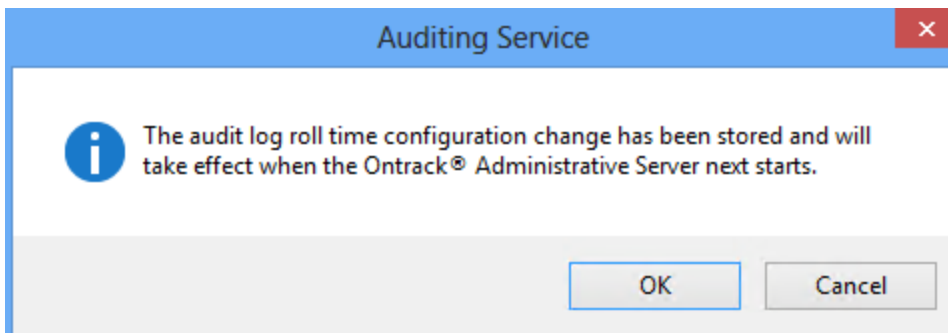 Auditing Service
The audit log roll time configuration change has been stored and will
take effect when the Ontrack® Administrative Server next starts.
OK
Cancel